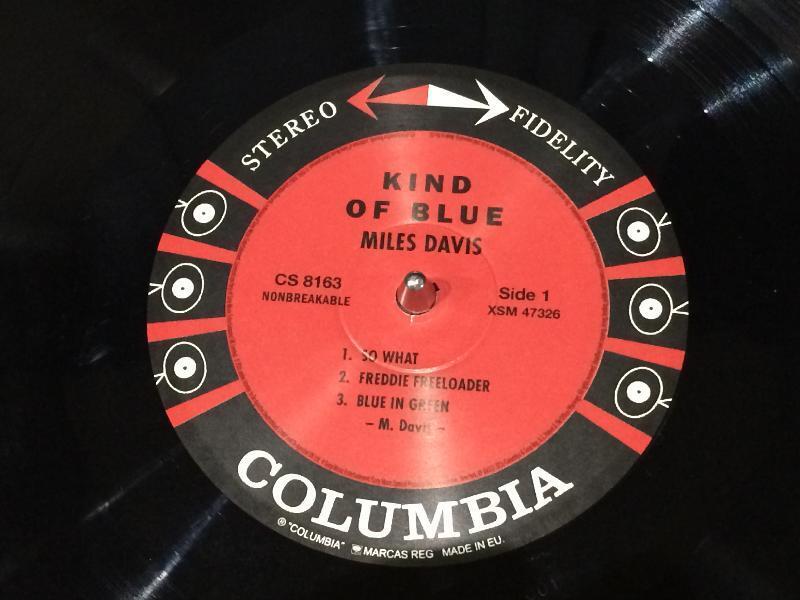 STEREO FIDELITY
KIND
OF BLUE
MILES DAVIS
CS 8163
NONBREAKABLE
Side 1
XSM 47326
1. SO WHAT
2. FREDDIE FREELOADER
3. BLUE IN GREEN
– M. Davis –
COLUMBIA
® "COLUMBIA" MARCAS REG MADE IN EU.